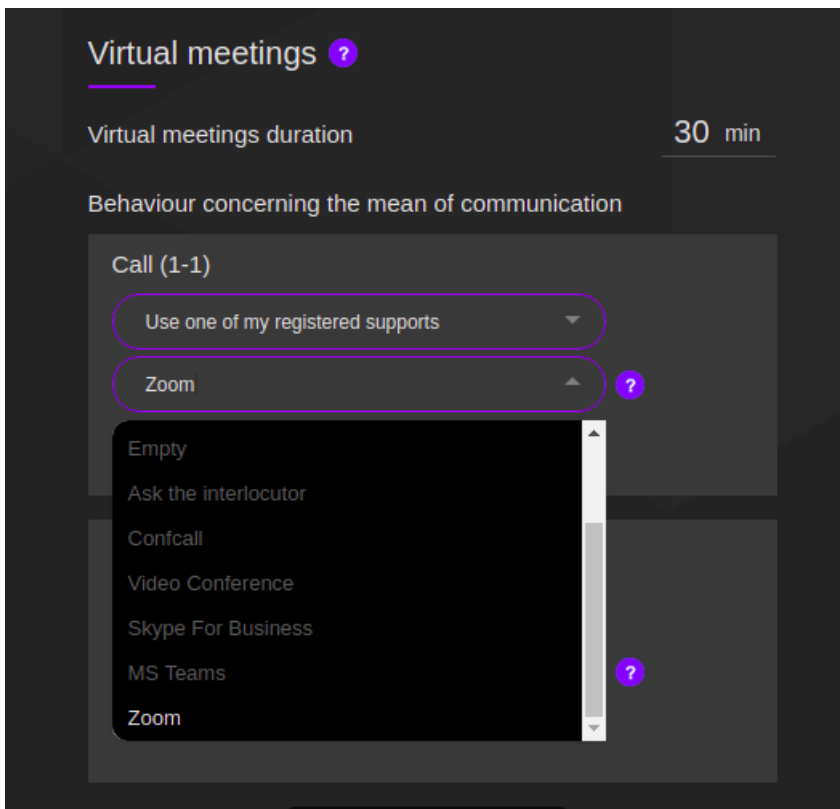 Virtual meetings ?
Virtual meetings duration 30 min
Behaviour concerning the mean of communication
Call (1-1)
Use one of my registered supports
Zoom ?
Empty
Ask the interlocutor
Confcall
Video Conference
Skype For Business
MS Teams ?
Zoom